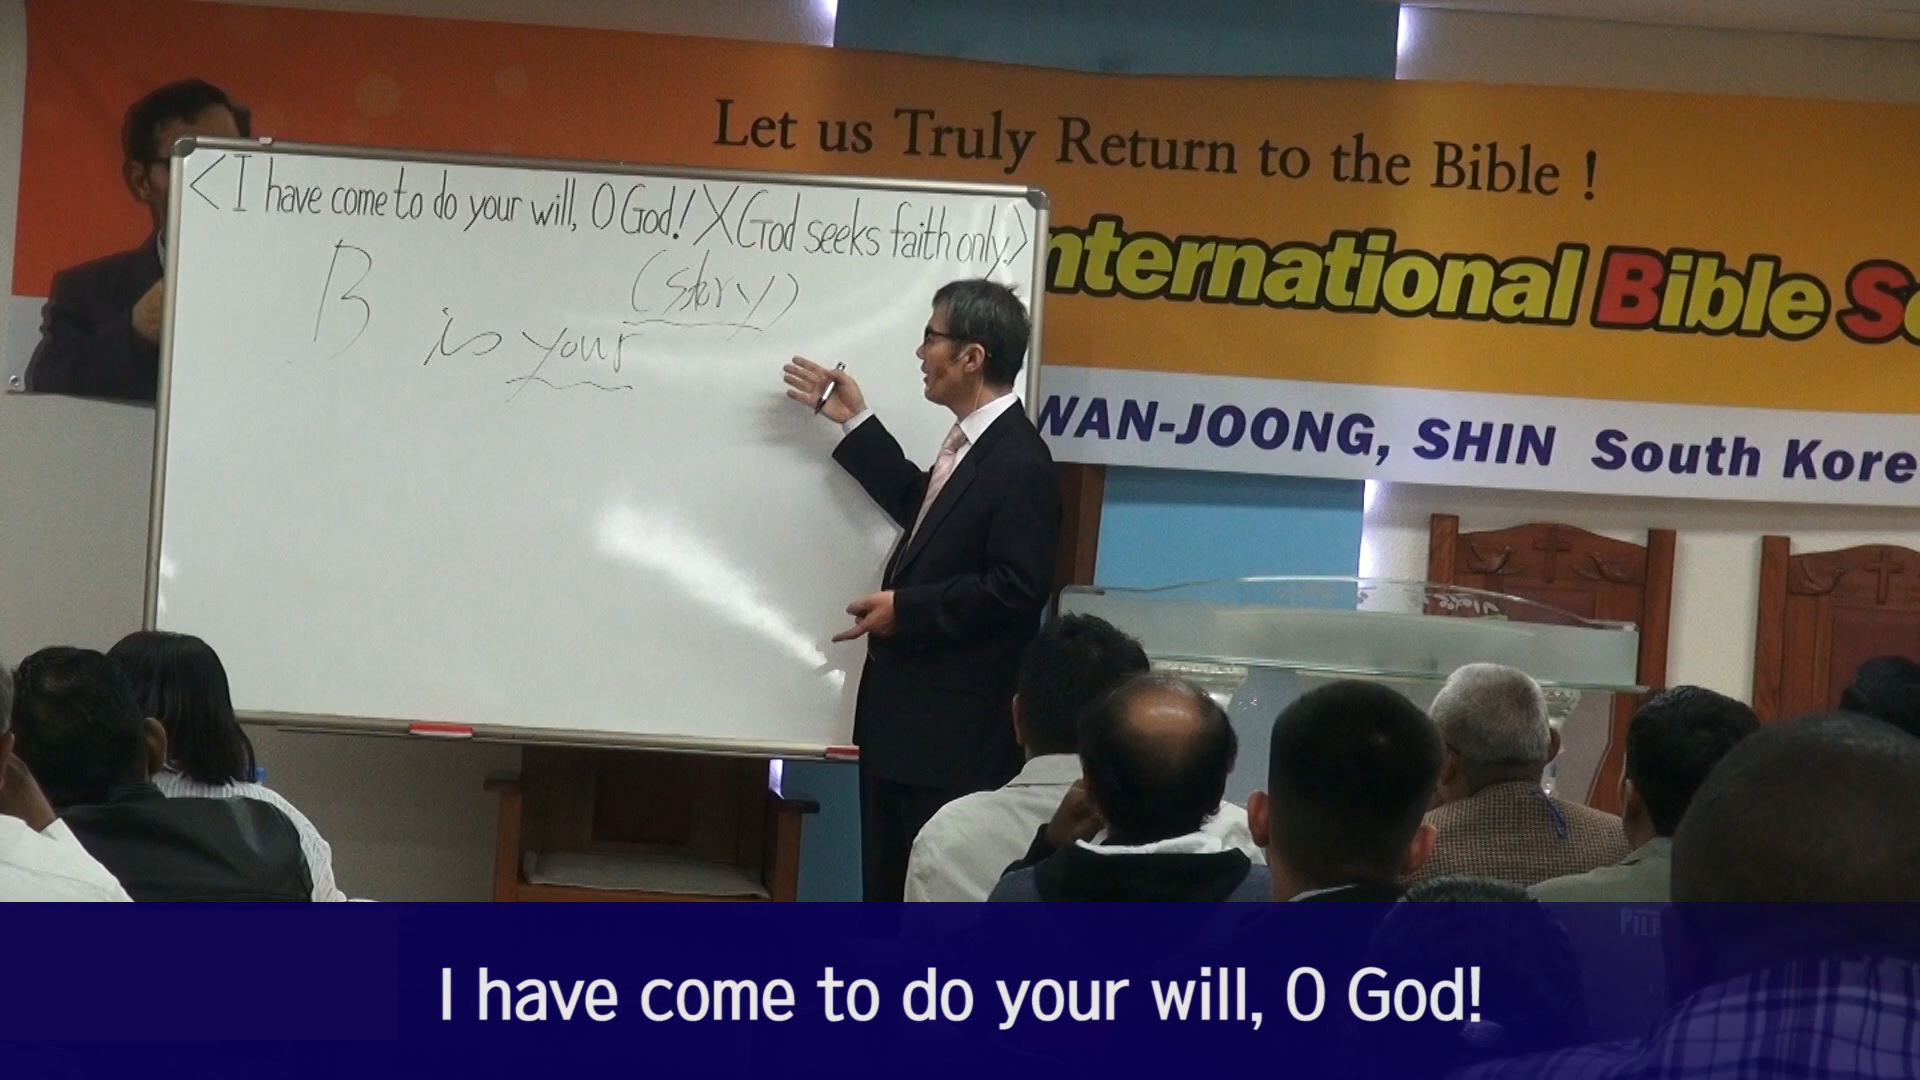 Let us Truly Return to the Bible !
nternational Bible Se
WAN-JOONG, SHIN South Kore
<I have come to do your will, O God! X God seeks faith only.>
B is your (story)
I have come to do your will, O God!